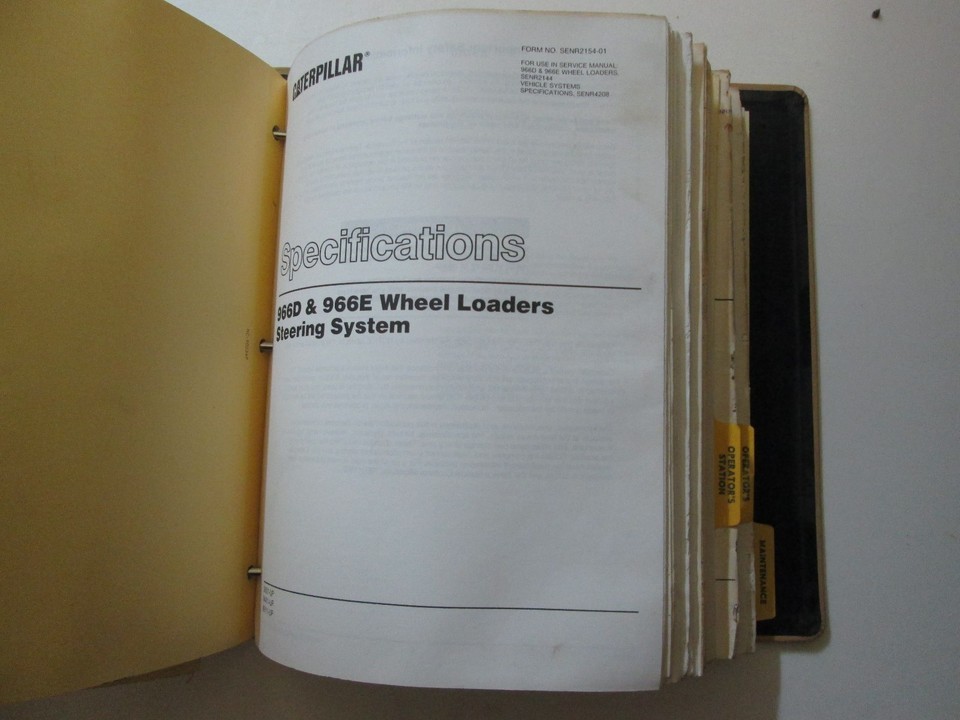 CATERPILLAR®
FORM NO. SENR2154-01
FOR USE IN SERVICE MANUAL:
966D & 966E WHEEL LOADERS,
SENR2144
VEHICLE SYSTEMS
SPECIFICATIONS, SENR4208
Specifications
966D & 966E Wheel Loaders
Steering System
OPERATOR'S
OPERATOR'S
STATION
MAINTENANCE